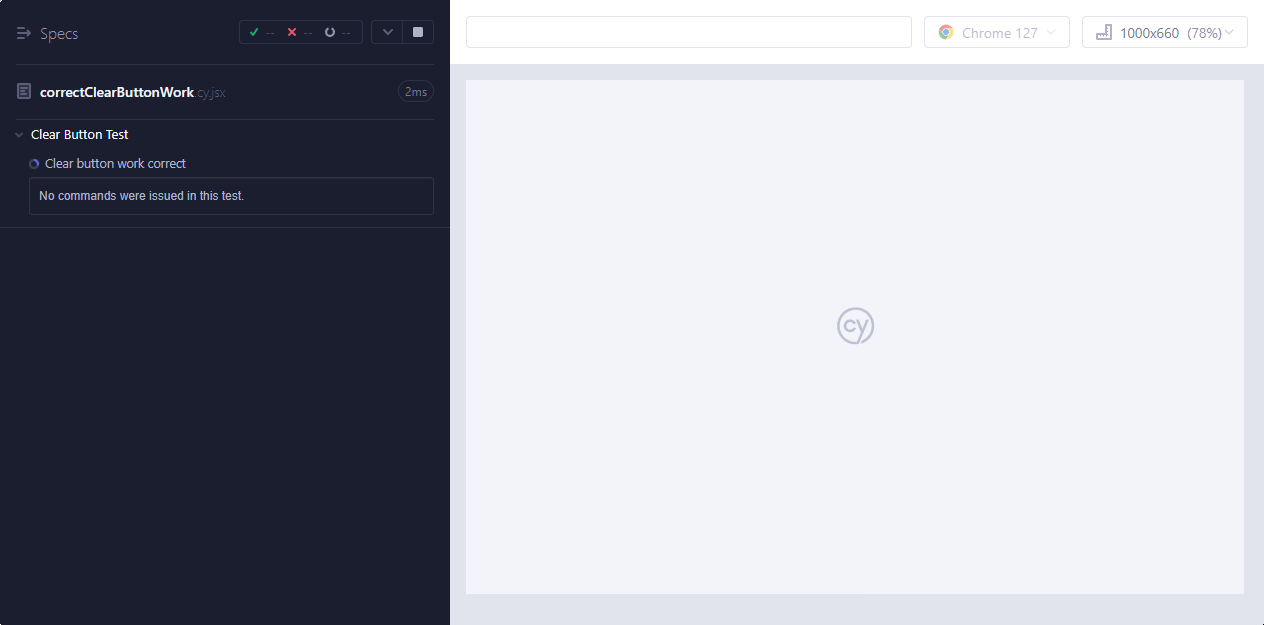 Specs
-- -- --
Chrome 127
1000x660 (78%)
correctClearButtonWork.cy.jsx
2ms
Clear Button Test
Clear button work correct
No commands were issued in this test.
cy